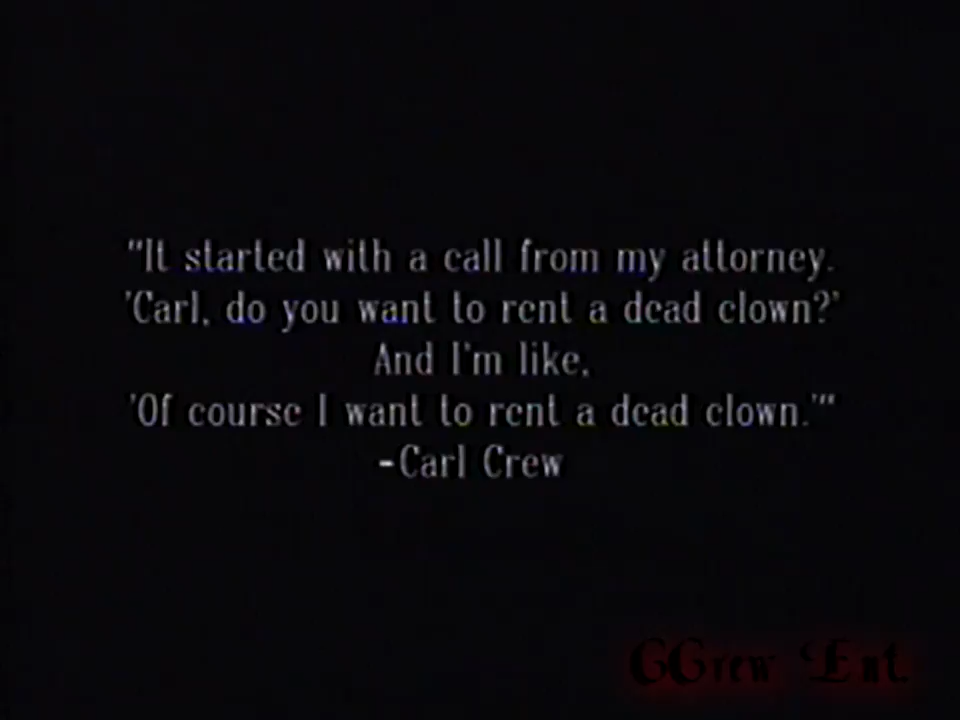 "It started with a call from my attorney.
'Carl, do you want to rent a dead clown?'
And I'm like,
'Of course I want to rent a dead clown.'"
-Carl Crew
CCrew Ent.